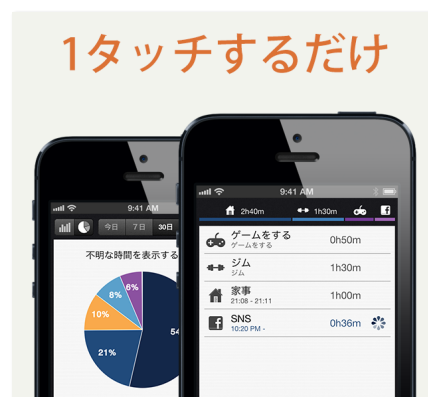 1タッチするだけ
9:41 AM
今日 7日 30日
不明な時間を表示する
6%
8%
10%
21%
9:41 AM
2h40m 1h30m
ゲームをする
ゲームをする
0h50m
ジム
ジム
1h30m
家事
21:08 - 21:11
1h00m
SNS
10:20 PM -
0h36m